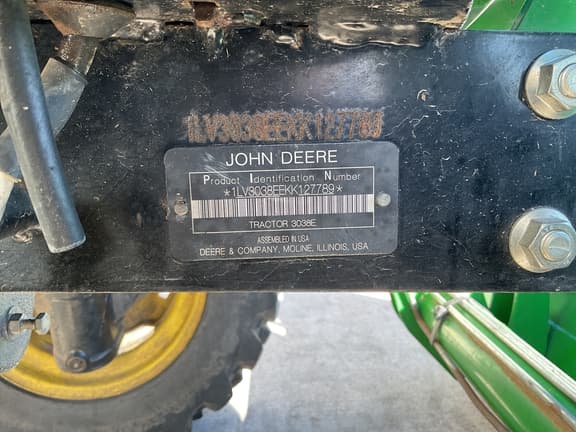 1LV3038EEKK127789
JOHN DEERE
Product Identification Number
*1LV3038EEKK127789*
TRACTOR 3038E
ASSEMBLED IN USA
DEERE & COMPANY, MOLINE, ILLINOIS, USA